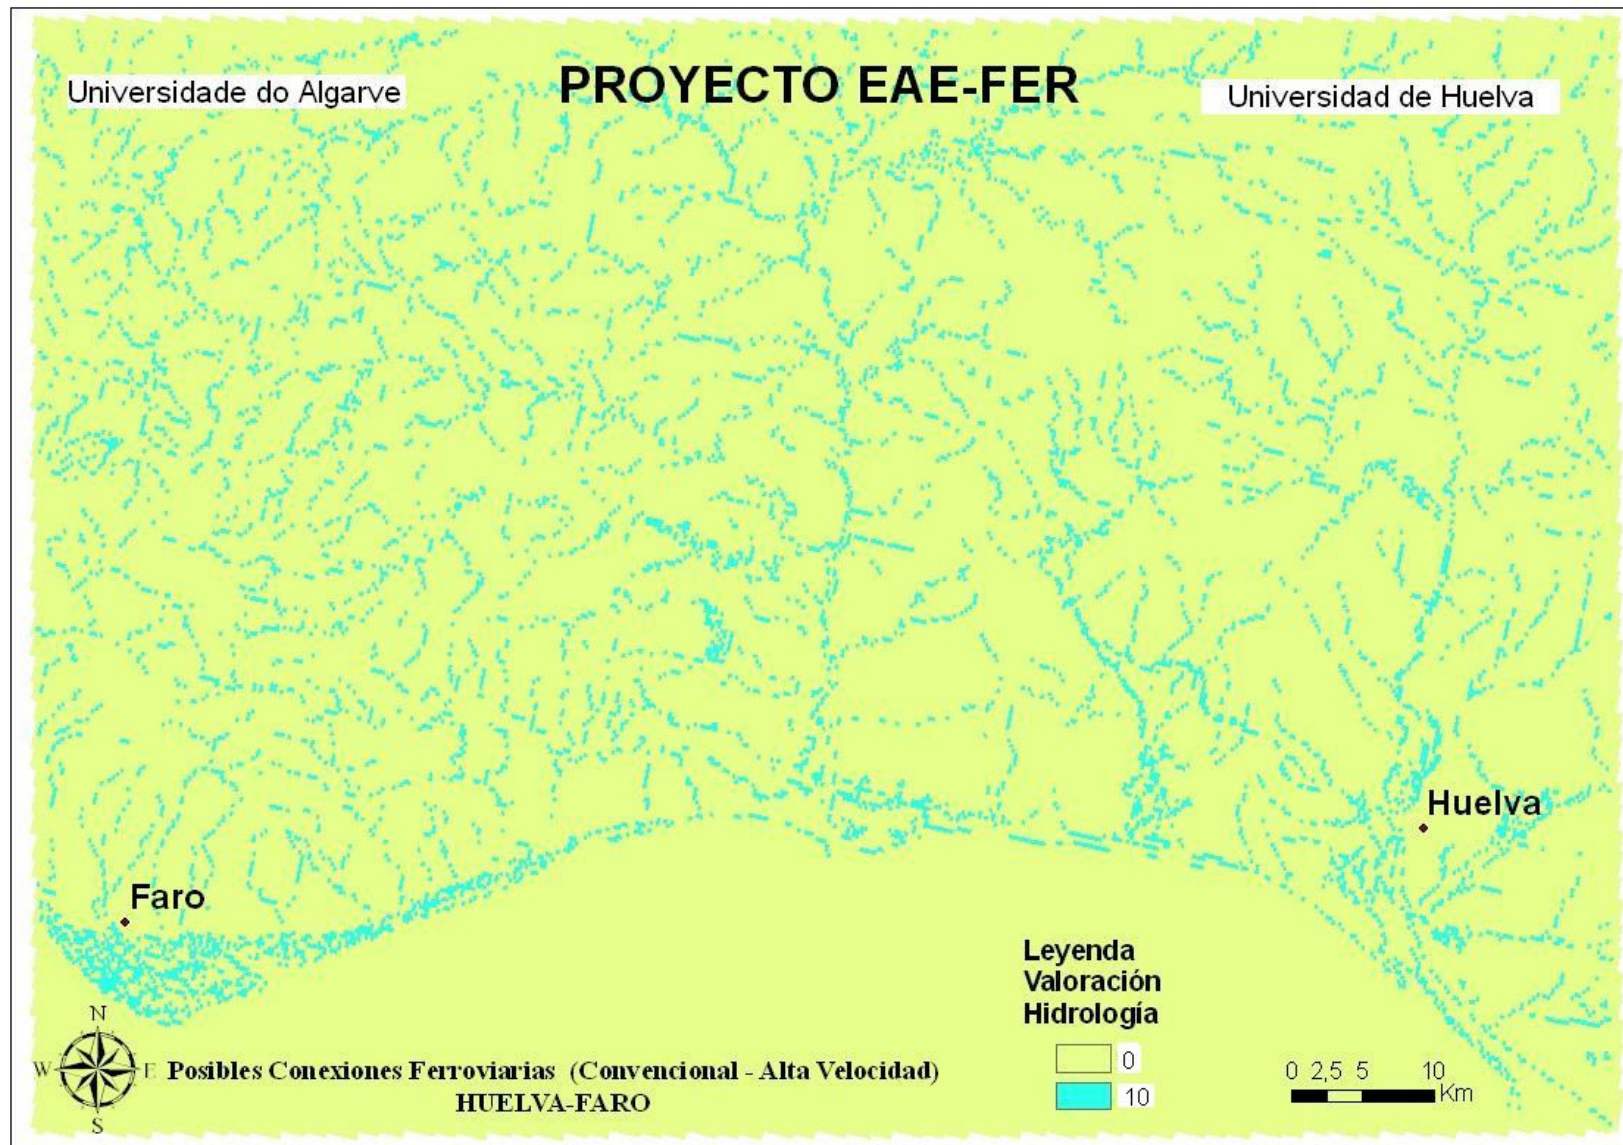 Universidade do Algarve
PROYECTO EAE-FER
Universidad de Huelva
Huelva
Faro
Leyenda
Valoración
Hidrología
0
10
N
W
E
S
Posibles Conexiones Ferroviarias (Convencional - Alta Velocidad)
HUELVA-FARO
0 2,5 5 10
Km